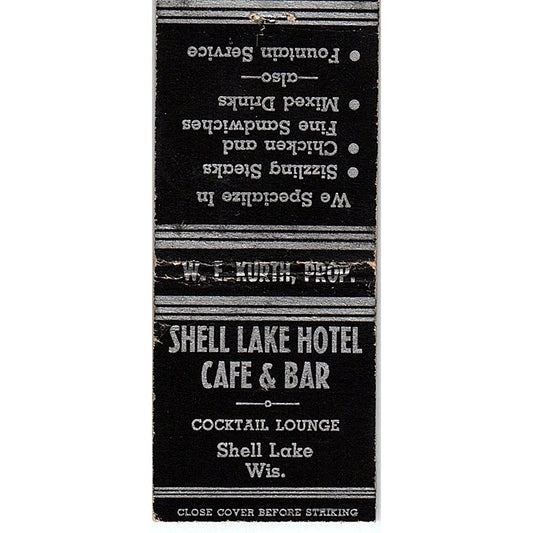 We Specialize In
• Sizzling Steaks
• Chicken and
Fine Sandwiches
• Mixed Drinks
—also—
• Fountain Service
W. E. KURTH, PROP.
SHELL LAKE HOTEL
CAFE & BAR
COCKTAIL LOUNGE
Shell Lake
Wis.
CLOSE COVER BEFORE STRIKING